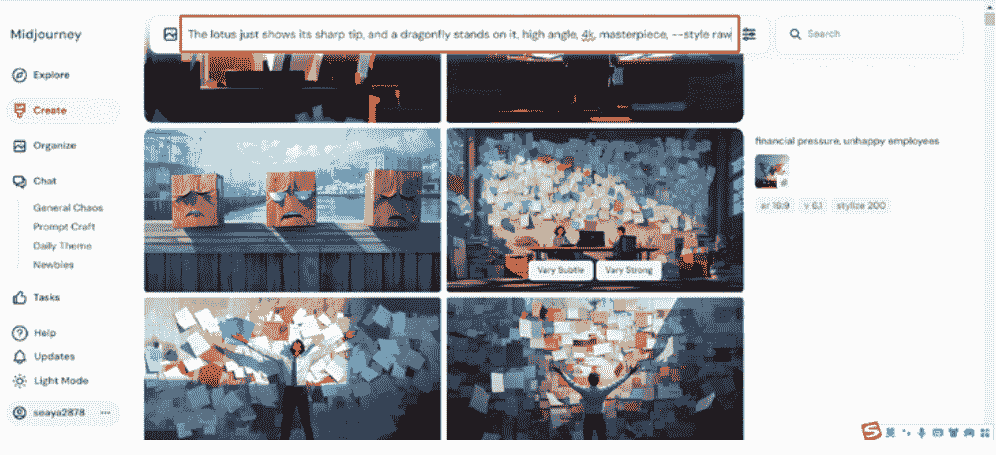 Midjourney
The lotus just shows its sharp tip, and a dragonfly stands on it, high angle, 4k, masterpiece, --style raw
Search
Explore
Create
Organize
Chat
General Chaos
Prompt Craft
Daily Theme
Newbies
Tasks
Help
Updates
Light Mode
seaya2878
financial pressure, unhappy employees
ar 16:9 v 6.1 stylize 200
Vary Subtle Vary Strong
S 英